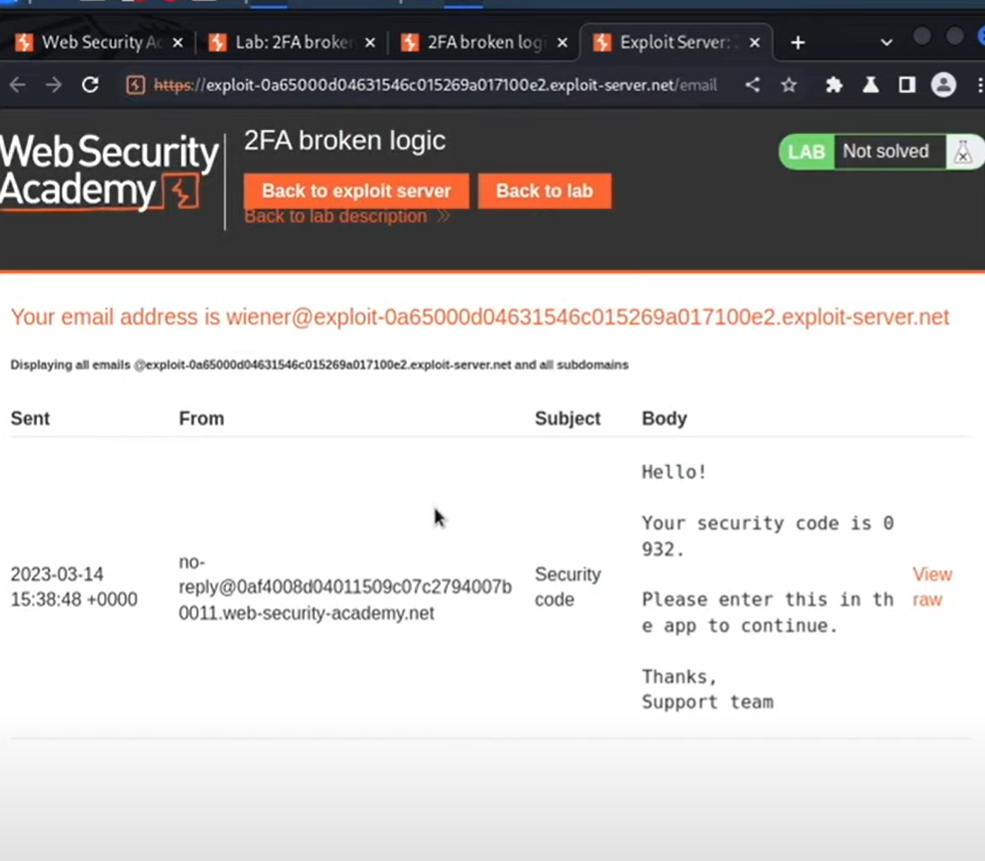 Web Security Ac
Lab: 2FA broken
2FA broken log
Exploit Server:
https://exploit-0a65000d04631546c015269a017100e2.exploit-server.net/email
Web Security
Academy
2FA broken logic
Back to exploit server
Back to lab
Back to lab description
LAB
Not solved
Your email address is wiener@exploit-0a65000d04631546c015269a017100e2.exploit-server.net
Displaying all emails @exploit-0a65000d04631546c015269a017100e2.exploit-server.net and all subdomains
Sent From Subject Body
Hello!
Your security code is 0
932.
Please enter this in th
e app to continue.
Thanks,
Support team
2023-03-14
15:38:48 +0000
no-
reply@0af4008d04011509c07c2794007b
0011.web-security-academy.net
Security
code
View
raw